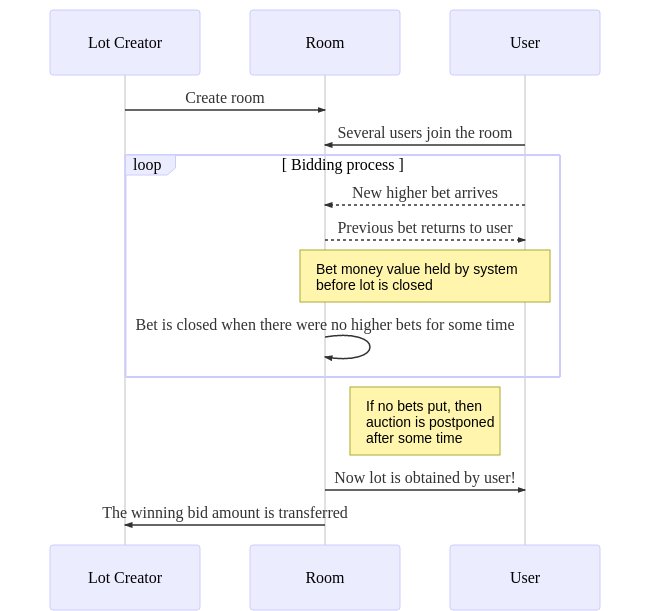 Lot Creator
Room
User
Create room
Several users join the room
loop
[ Bidding process ]
New higher bet arrives
Previous bet returns to user
Bet money value held by system
before lot is closed
Bet is closed when there were no higher bets for some time
If no bets put, then
auction is postponed
after some time
Now lot is obtained by user!
The winning bid amount is transferred
Lot Creator
Room
User